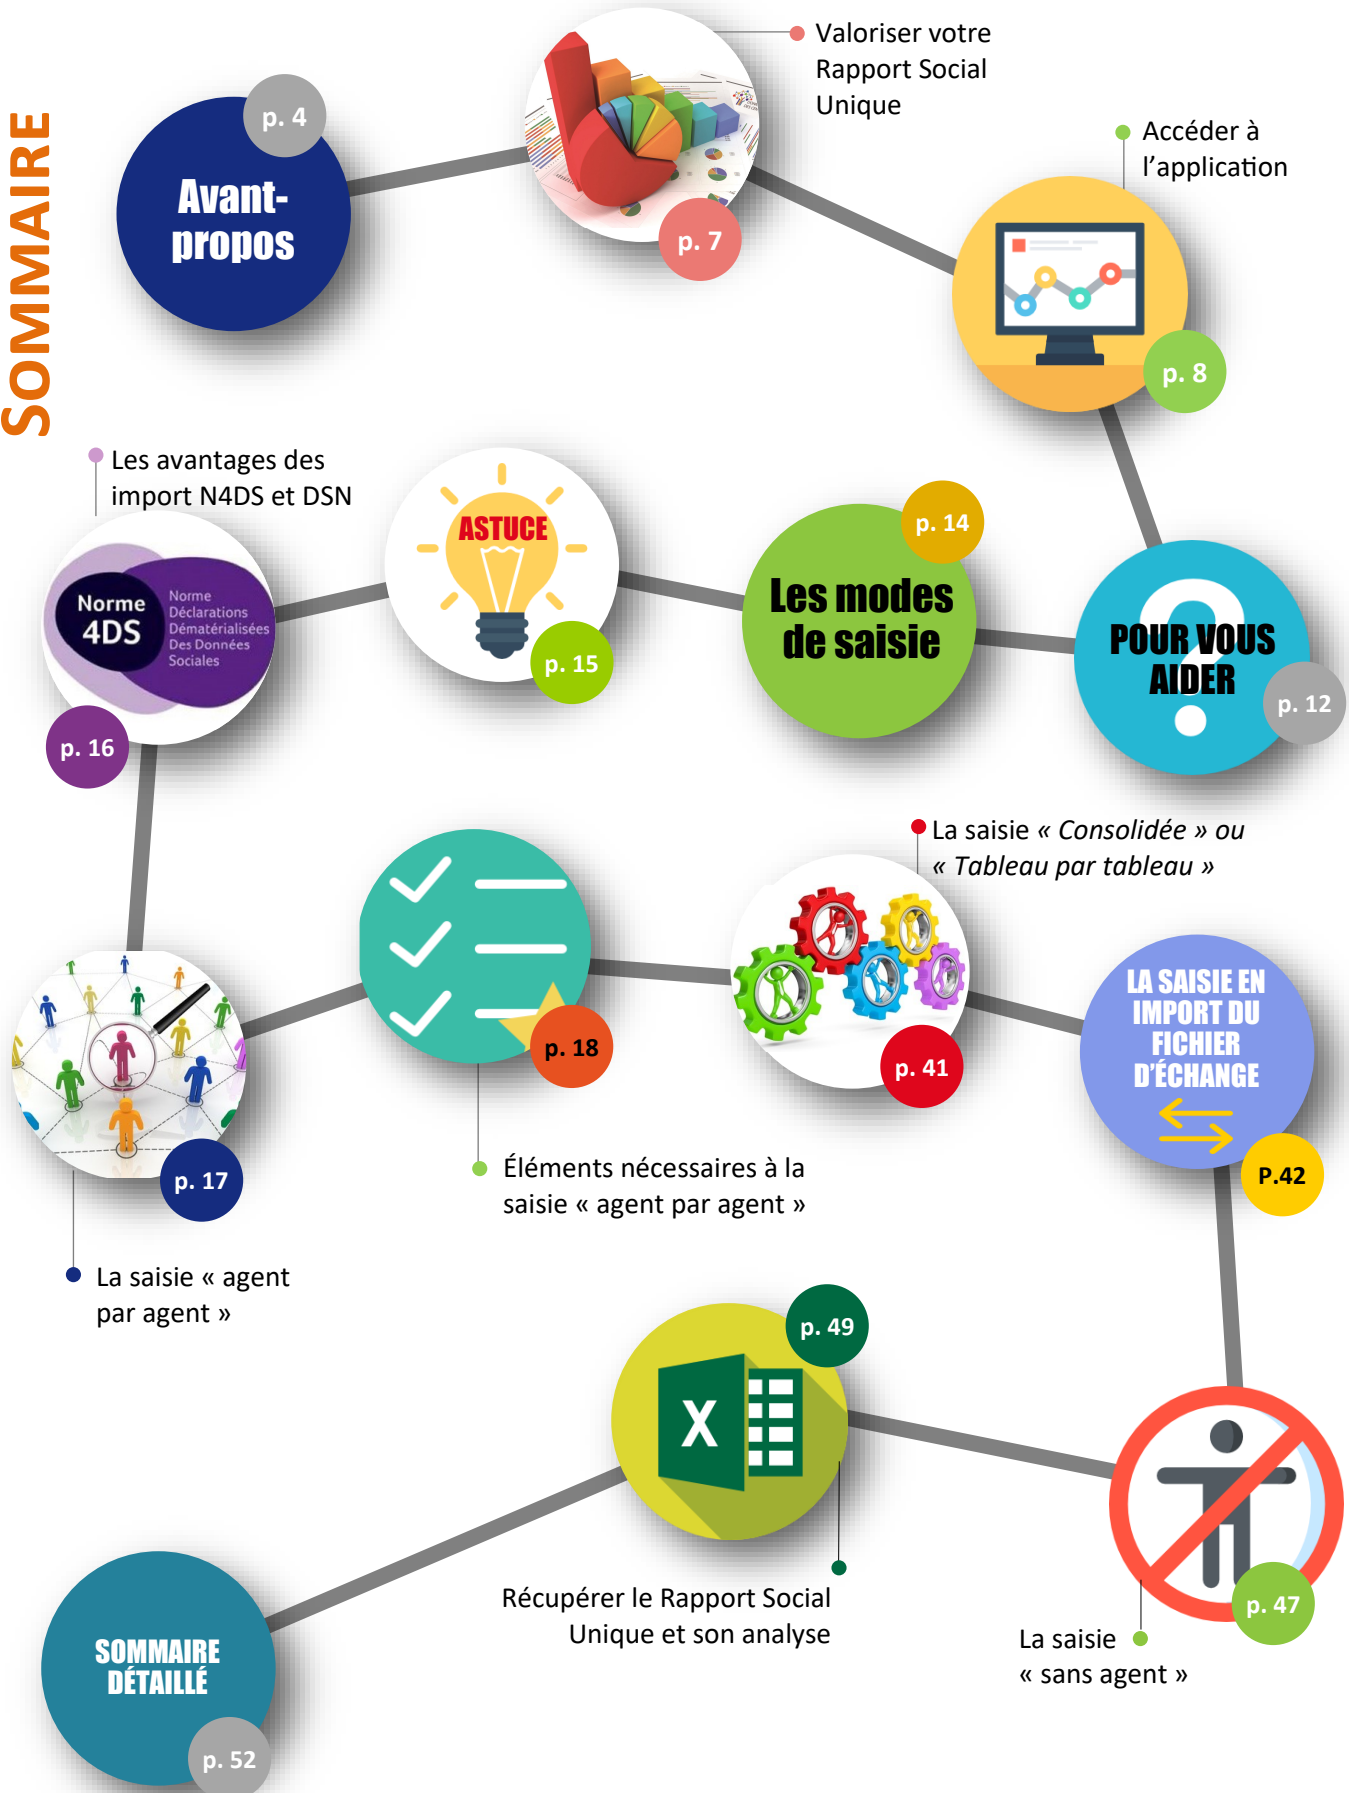 SOMMAIRE
p. 4
Avant-
propos
Valoriser votre
Rapport Social
Unique
p. 7
Accéder à
l’application
p. 8
POUR VOUS
AIDER
p. 12
p. 14
Les modes
de saisie
ASTUCE
p. 15
Les avantages des
import N4DS et DSN
Norme
4DS
Norme
Déclarations
Dématérialisées
Des Données
Sociales
p. 16
p. 17
La saisie « agent
par agent »
p. 18
Éléments nécessaires à la
saisie « agent par agent »
La saisie « Consolidée » ou
« Tableau par tableau »
p. 41
LA SAISIE EN
IMPORT DU
FICHIER
D’ÉCHANGE
P.42
p. 47
La saisie
« sans agent »
p. 49
X
Récupérer le Rapport Social
Unique et son analyse
SOMMAIRE
DÉTAILLÉ
p. 52